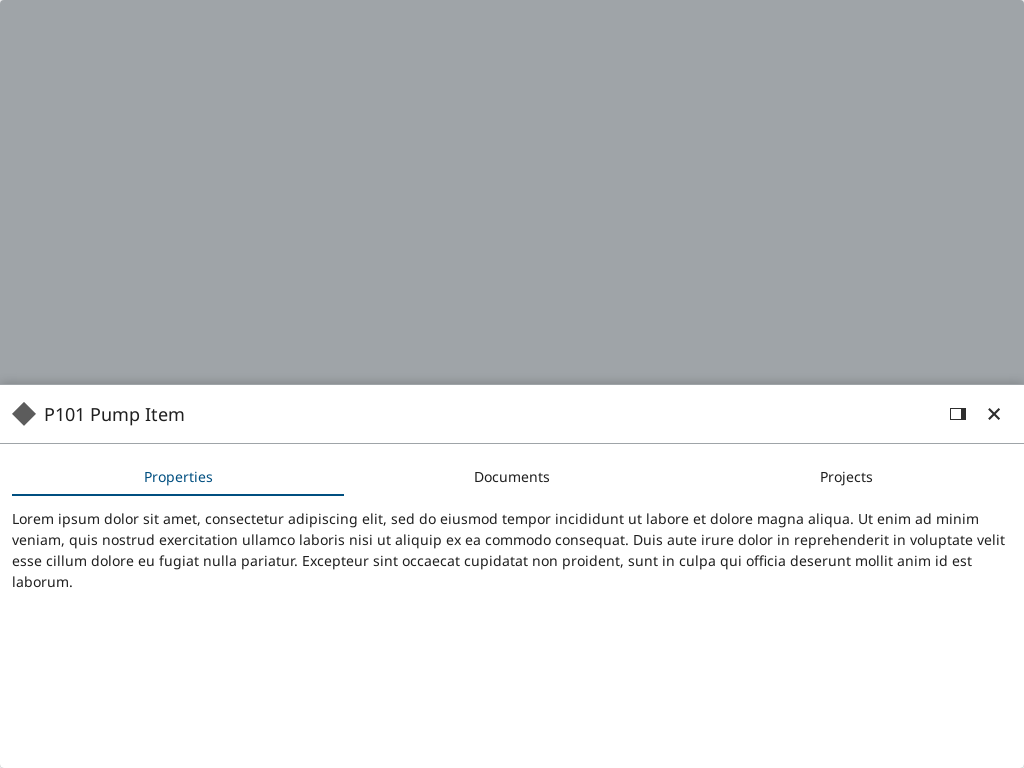 P101 Pump Item
Properties
Documents
Projects
Lorem ipsum dolor sit amet, consectetur adipiscing elit, sed do eiusmod tempor incididunt ut labore et dolore magna aliqua. Ut enim ad minim
veniam, quis nostrud exercitation ullamco laboris nisi ut aliquip ex ea commodo consequat. Duis aute irure dolor in reprehenderit in voluptate velit
esse cillum dolore eu fugiat nulla pariatur. Excepteur sint occaecat cupidatat non proident, sunt in culpa qui officia deserunt mollit anim id est
laborum.